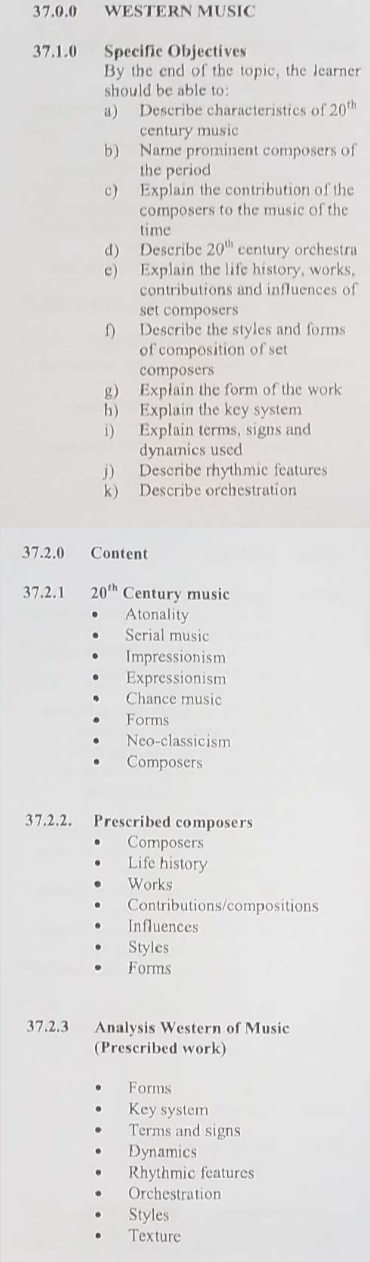 37.0.0 WESTERN MUSIC
37.1.0 Specific Objectives
By the end of the topic, the learner
should be able to:
a) Describe characteristics of 20th
century music
b) Name prominent composers of
the period
c) Explain the contribution of the
composers to the music of the
time
d) Describe 20th century orchestra
e) Explain the life history, works,
contributions and influences of
set composers
f) Describe the styles and forms
of composition of set
composers
g) Explain the form of the work
h) Explain the key system
i) Explain terms, signs and
dynamics used
j) Describe rhythmic features
k) Describe orchestration
37.2.0 Content
37.2.1 20th Century music
• Atonality
• Serial music
• Impressionism
• Expressionism
• Chance music
• Forms
• Neo-classicism
• Composers
37.2.2. Prescribed composers
• Composers
• Life history
• Works
• Contributions/compositions
• Influences
• Styles
• Forms
37.2.3 Analysis Western of Music
(Prescribed work)
• Forms
• Key system
• Terms and signs
• Dynamics
• Rhythmic features
• Orchestration
• Styles
• Texture